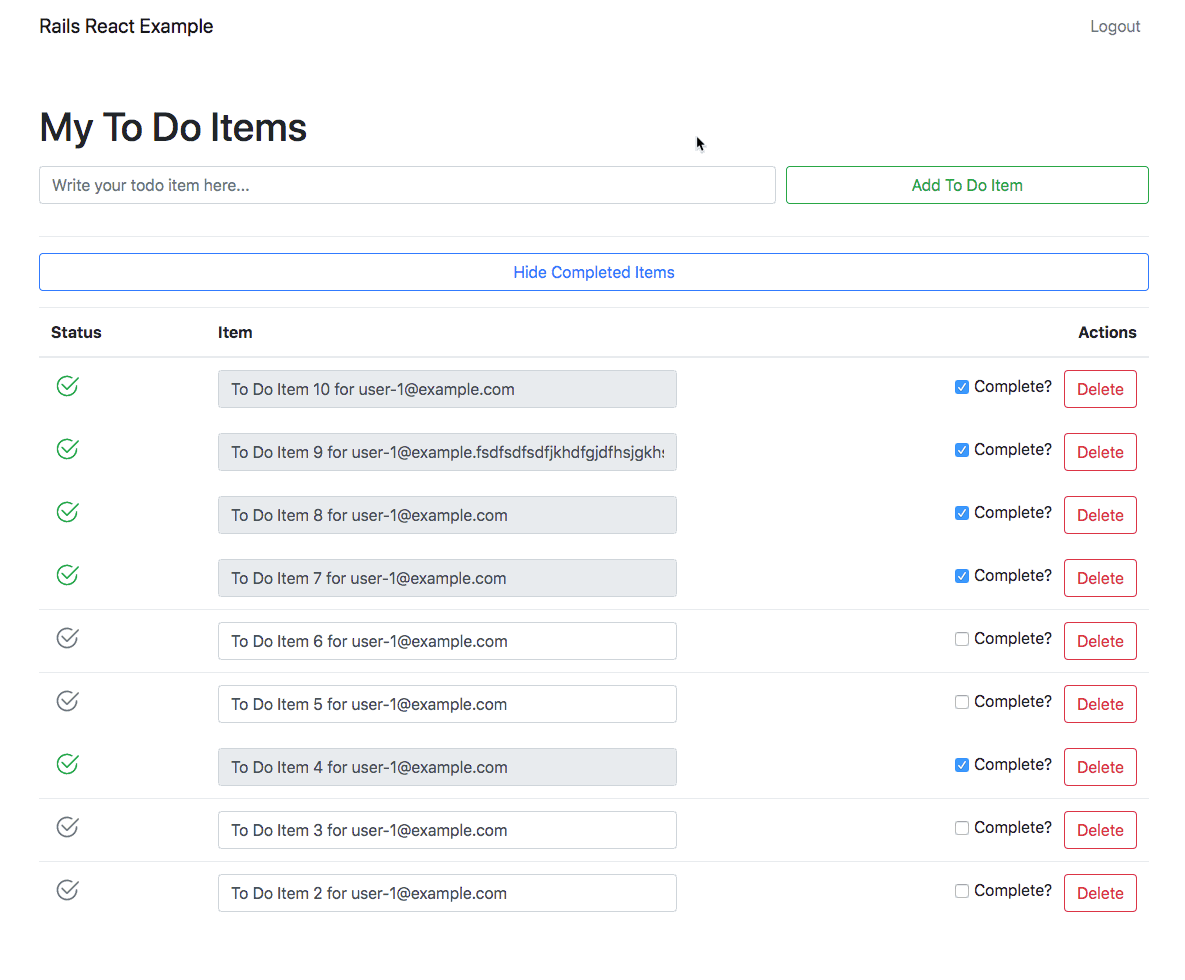 Rails React Example Logout
My To Do Items
Write your todo item here... Add To Do Item
Hide Completed Items
Status Item Actions
To Do Item 10 for user-1@example.com Complete? Delete
To Do Item 9 for user-1@example.fsdfsdfsdfjkhdfgjdfhsjgkhs Complete? Delete
To Do Item 8 for user-1@example.com Complete? Delete
To Do Item 7 for user-1@example.com Complete? Delete
To Do Item 6 for user-1@example.com Complete? Delete
To Do Item 5 for user-1@example.com Complete? Delete
To Do Item 4 for user-1@example.com Complete? Delete
To Do Item 3 for user-1@example.com Complete? Delete
To Do Item 2 for user-1@example.com Complete? Delete